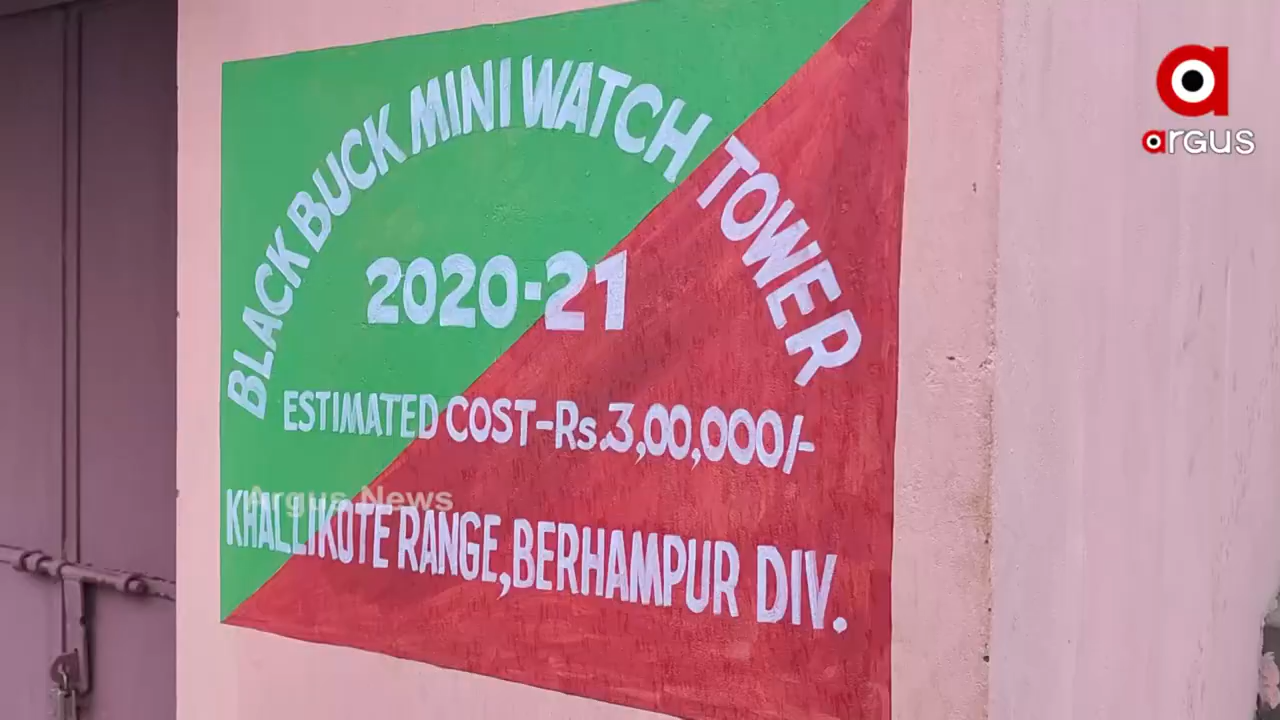 BLACK BUCK MINI WATCH TOWER
2020-21
ESTIMATED COST-Rs.3,00,000/-
Argus News
KHALLIKOTE RANGE, BERHAMPUR DIV.
a
argus